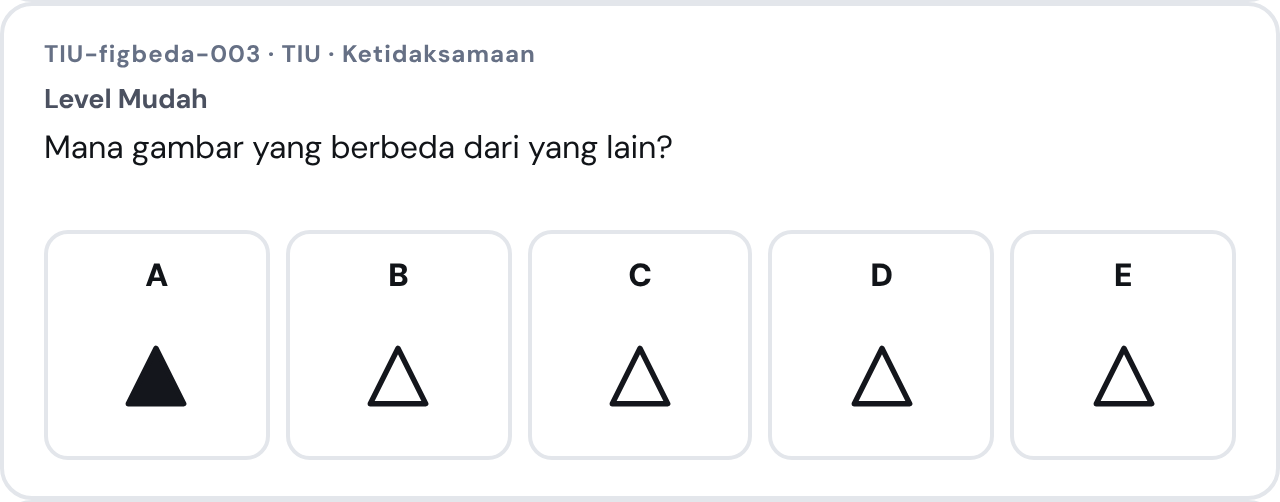 TIU-figbeda-003 · TIU · Ketidaksamaan
Level Mudah
Mana gambar yang berbeda dari yang lain?
A B C D E